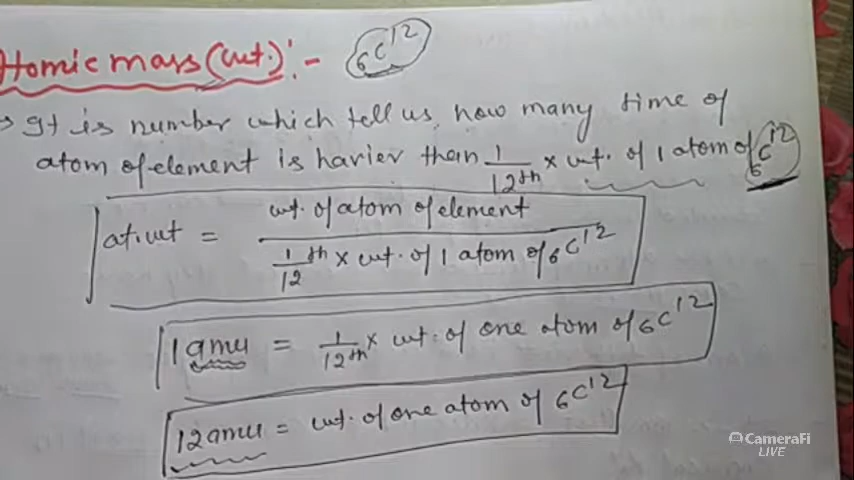 Atomic mass (wt.):- ₆C¹²
→ It is number which tell us, how many time of
atom of element is havier than 1/12th × wt. of 1 atom of ₆C¹²
at. wt = wt. of atom of element / 1/12 th × wt. of 1 atom of ₆C¹²
1 amu = 1/12th × wt. of one atom of ₆C¹²
12 amu = wt. of one atom of ₆C¹²
CameraFi
LIVE